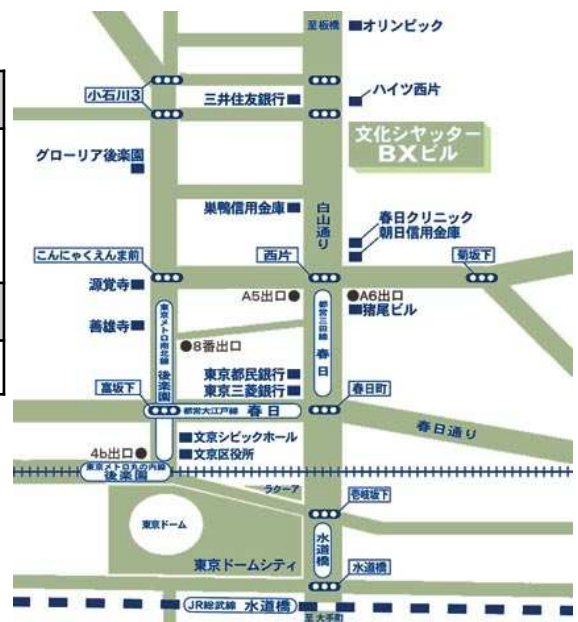 至板橋
オリンピック
小石川3
三井住友銀行
ハイツ西片
文化シヤッター
BXビル
グローリア後楽園
巣鴨信用金庫
白山通り
春日クリニック
朝日信用金庫
こんにゃくえんま前
西片
菊坂下
源覚寺
A5出口
A6出口
猪尾ビル
善雄寺
東京メトロ南北線
後楽園
都営三田線
春日
8番出口
東京都民銀行
東京三菱銀行
富坂下
都営大江戸線 春日
春日町
春日通り
文京シビックホール
4b出口
文京区役所
東京メトロ丸の内線
後楽園
ラクーア
壱岐坂下
東京ドーム
水道橋
東京ドームシティ
水道橋
JR総武線 水道橋
至 大手町